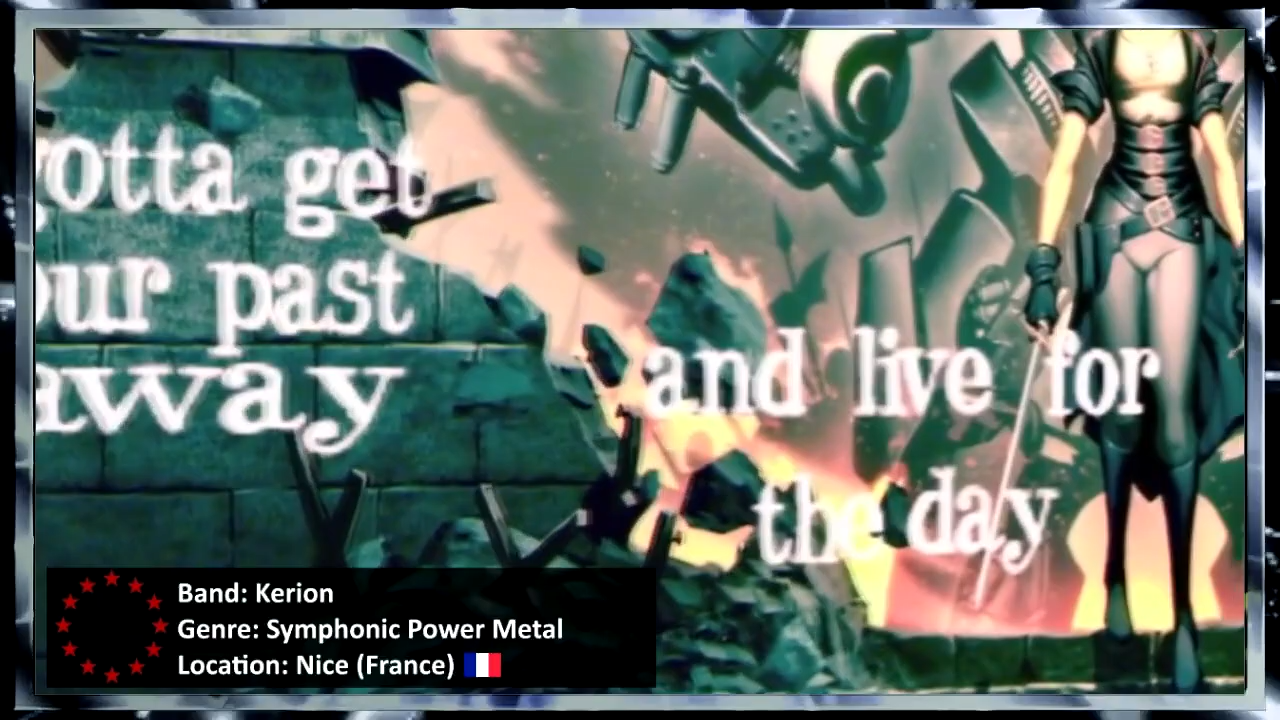 otta get
our past
away
and live for
the day
Band: Kerion
Genre: Symphonic Power Metal
Location: Nice (France)